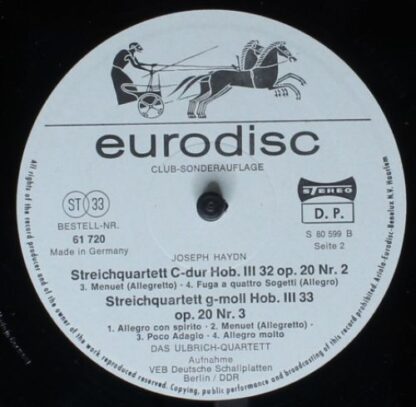 eurodisc
CLUB-SONDERAUFLAGE
ST 33
BESTELL-NR.
61 720
Made in Germany
STEREO
D. P.
S 80 599 B
Seite 2
JOSEPH HAYDN
Streichquartett C-dur Hob. III 32 op. 20 Nr. 2
3. Menuet (Allegretto) - 4. Fuga a quattro Sogetti (Allegro)
Streichquartett g-moll Hob. III 33
op. 20 Nr. 3
1. Allegro con spirito - 2. Menuet (Allegretto) -
3. Poco Adagio - 4. Allegro molto
DAS ULBRICH-QUARTETT
Aufnahme
VEB Deutsche Schallplatten
Berlin / DDR
All rights of the record producer and of the owner of the work reproduced reserved. Copying, public performance and broadcasting of this record prohibited. Ariola-Eurodisc-Benelux N.V. Haarlem